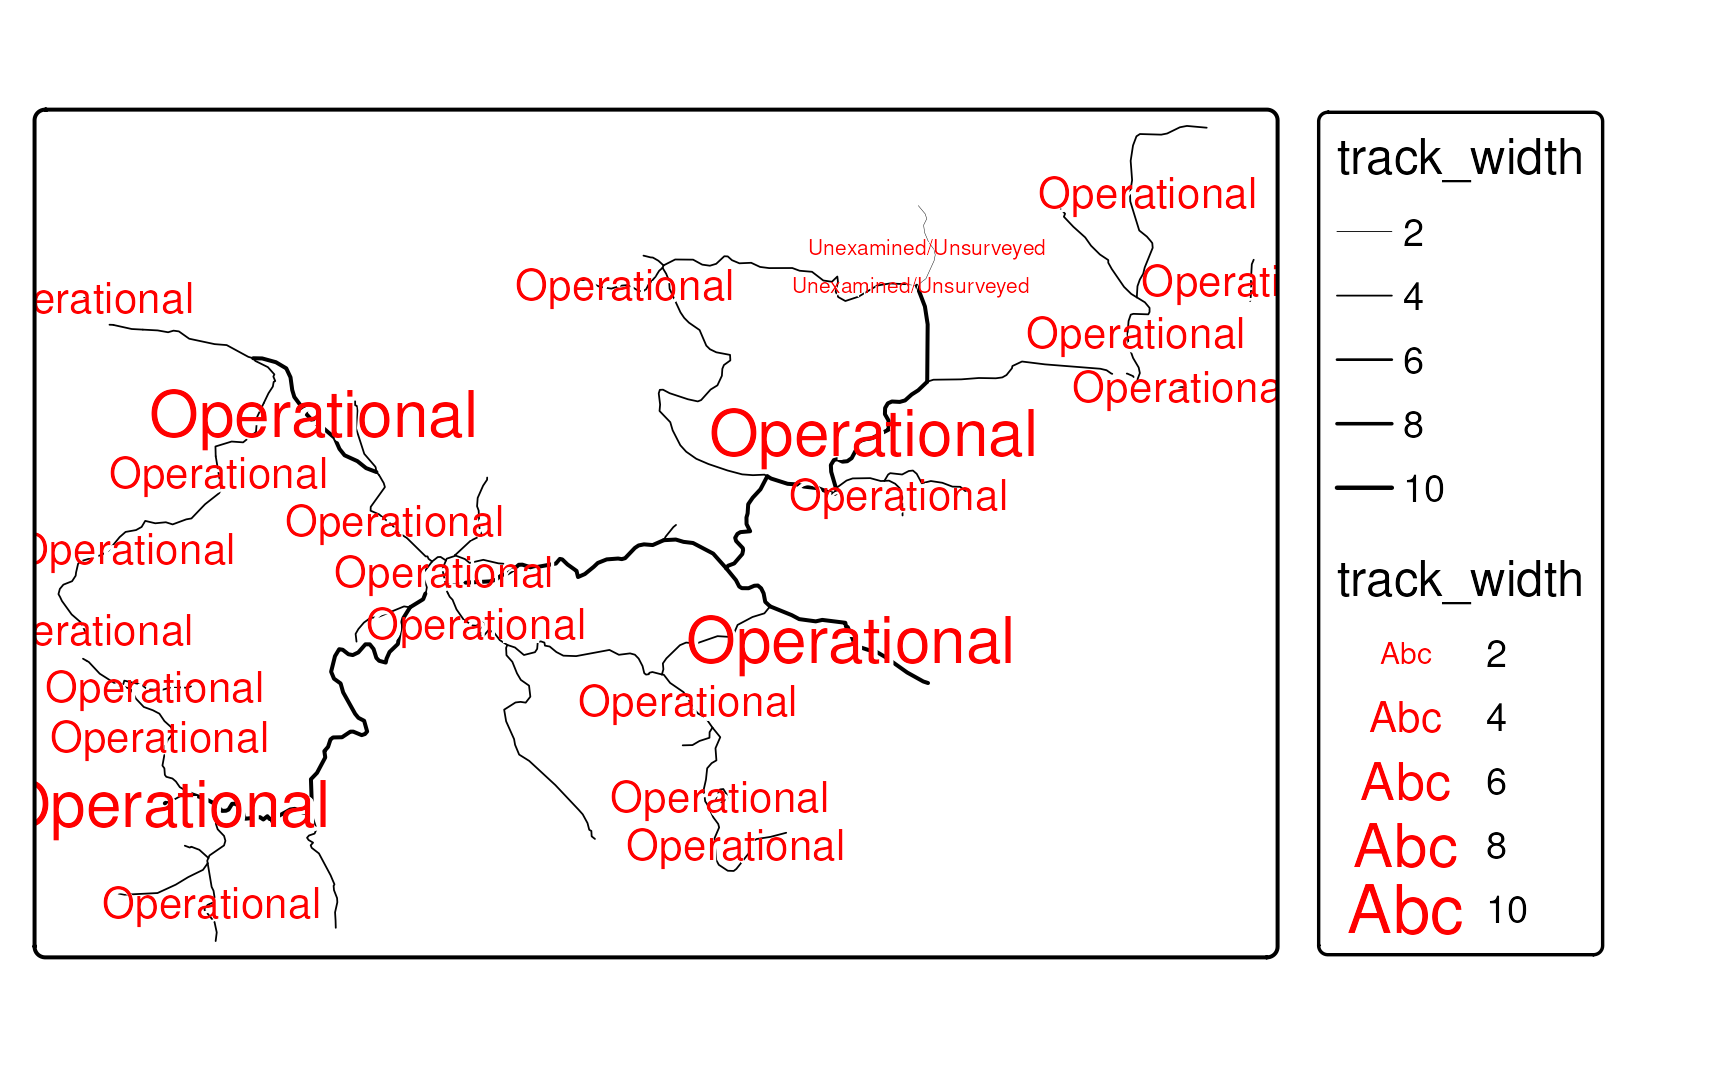 Operational
Unexamined/Unsurveyed
Operational
Operati
Unexamined/Unsurveyed
erational
Operational
Operational
Operationa
Operational
Operational
Operational
Operational
Operational
Operational
Operational
Operational
erational
Operational
Operational
Operational
Operational
Operational
Operational
Operational
Operational
track_width
2
4
6
8
10
track_width
Abc 2
Abc 4
Abc 6
Abc 8
Abc 10